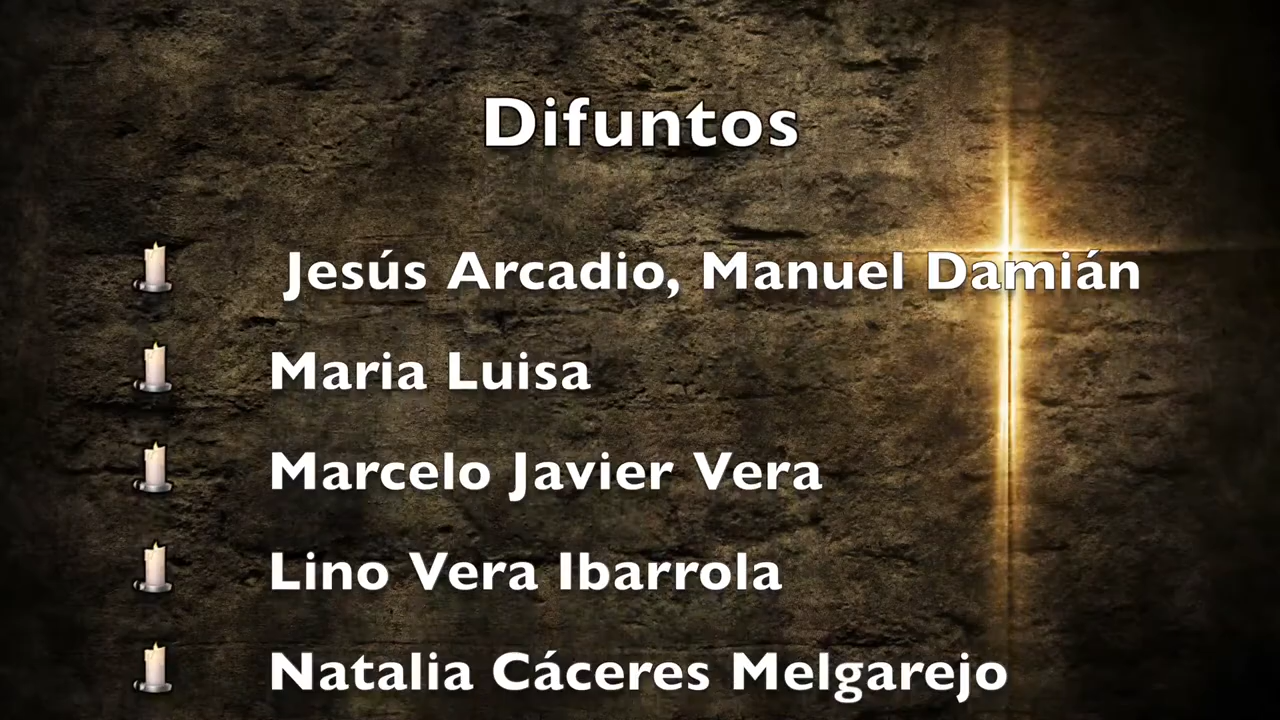 Difuntos
Jesús Arcadio, Manuel Damián
Maria Luisa
Marcelo Javier Vera
Lino Vera Ibarrola
Natalia Cáceres Melgarejo